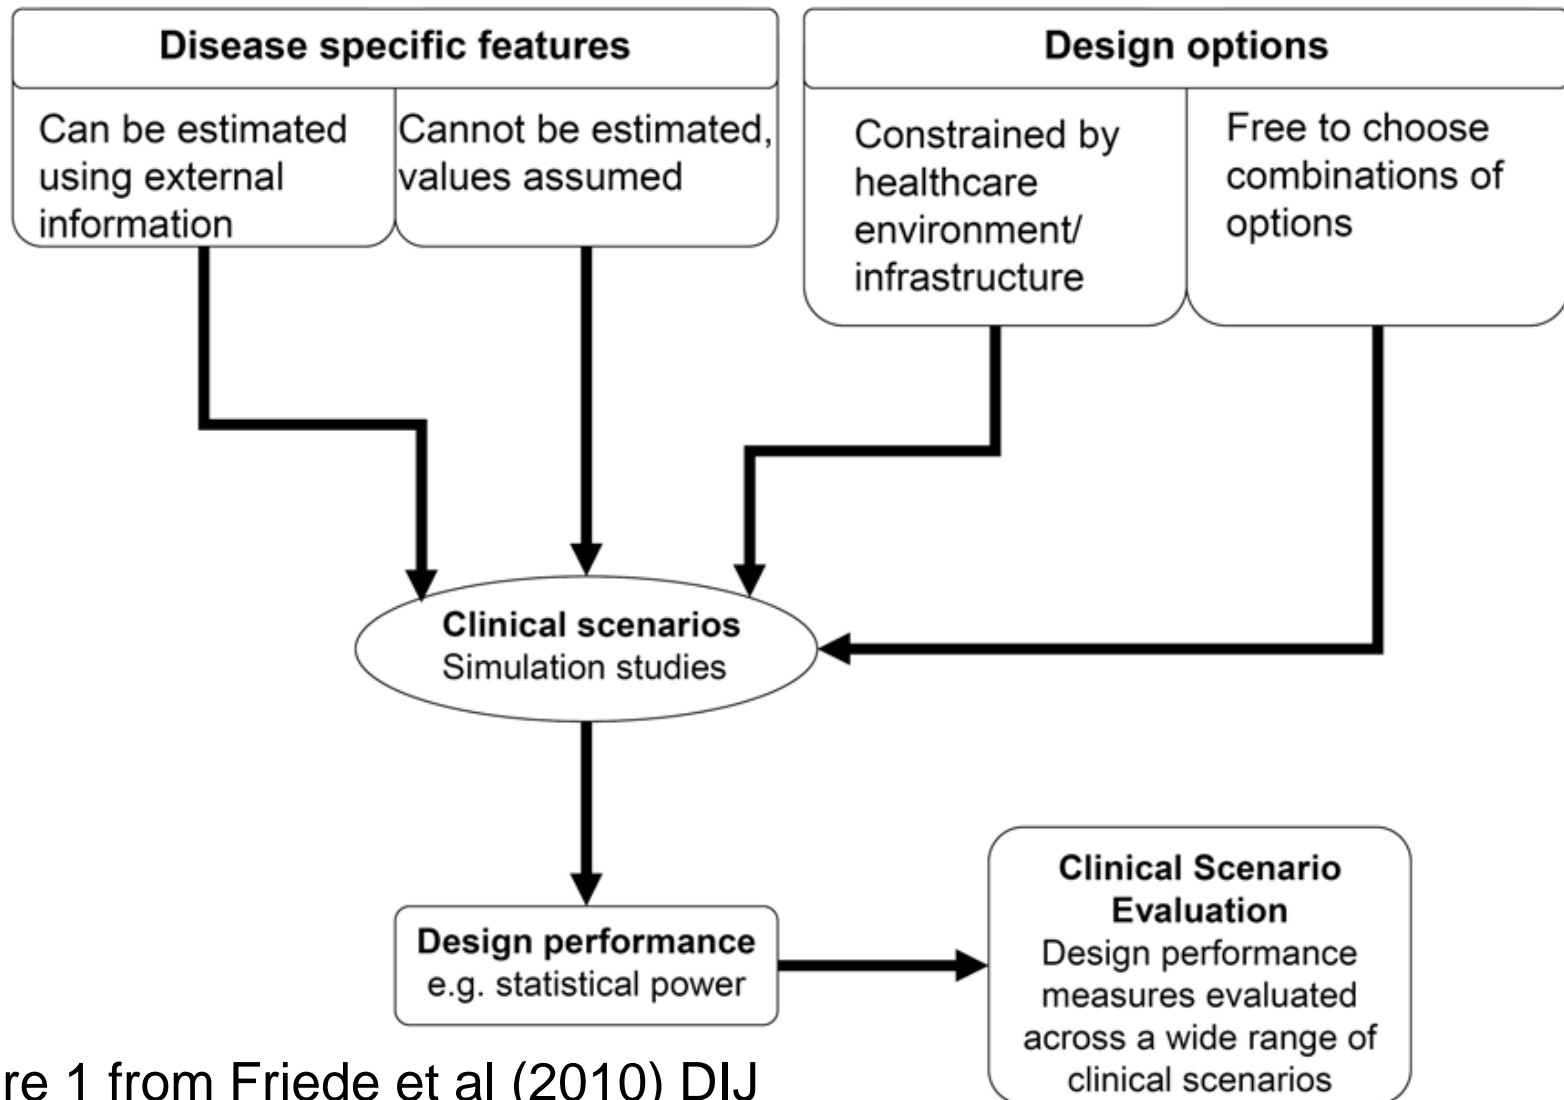 Disease specific features
Can be estimated
using external
information
Cannot be estimated,
values assumed
Design options
Constrained by
healthcare
environment/
infrastructure
Free to choose
combinations of
options
Clinical scenarios
Simulation studies
Design performance
e.g. statistical power
Clinical Scenario
Evaluation
Design performance
measures evaluated
across a wide range of
clinical scenarios
re 1 from Friede et al (2010) DIJ